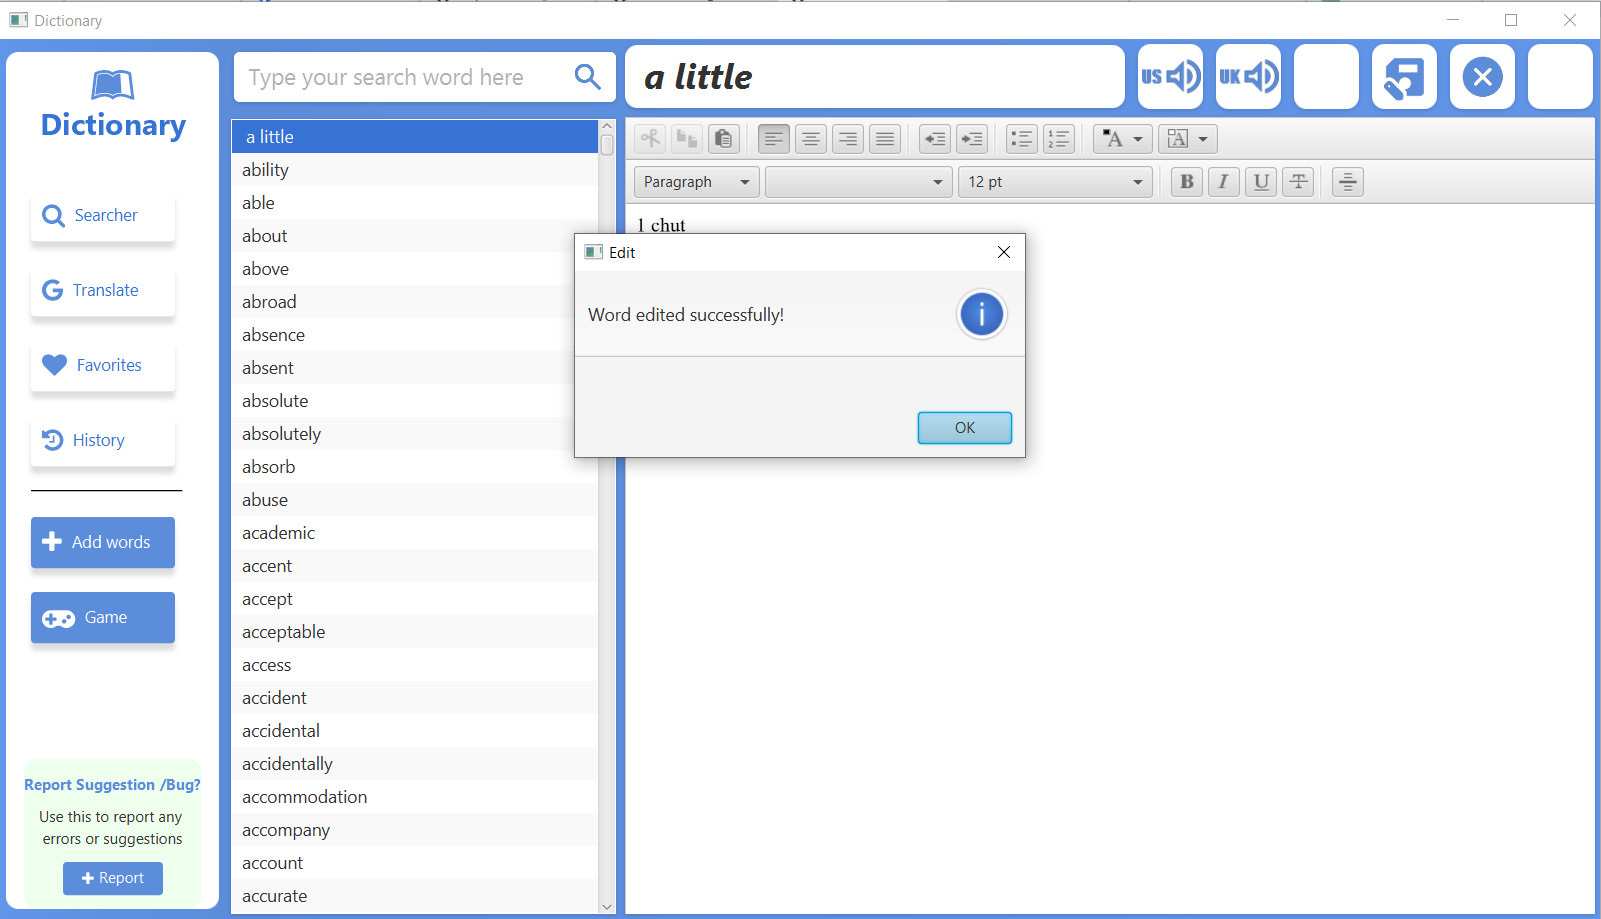 Dictionary
Dictionary
Searcher
Translate
Favorites
History
Add words
Game
Report Suggestion /Bug?
Use this to report any
errors or suggestions
Report
Type your search word here
a little
ability
able
about
above
abroad
absence
absent
absolute
absolutely
absorb
abuse
academic
accent
accept
acceptable
access
accident
accidental
accidentally
accommodation
accompany
account
accurate
a little
US
UK
Paragraph
12 pt
B I U T
1 chut
Edit
Word edited successfully!
OK